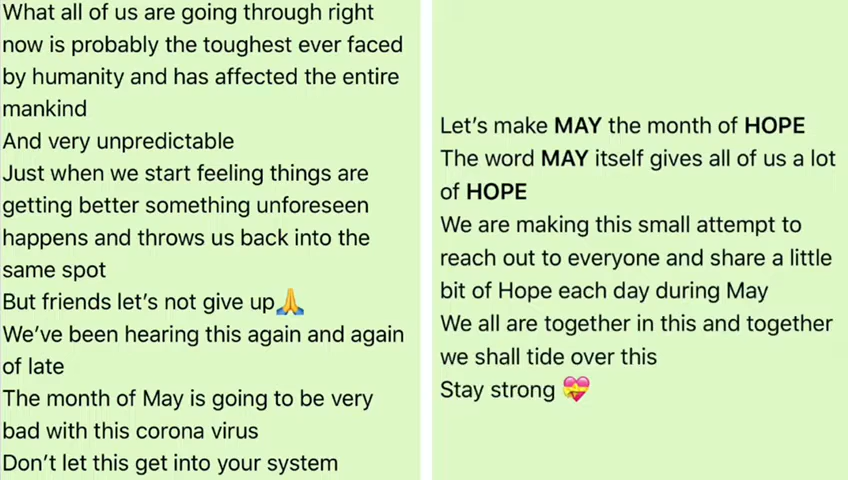 What all of us are going through right
now is probably the toughest ever faced
by humanity and has affected the entire
mankind
And very unpredictable
Just when we start feeling things are
getting better something unforeseen
happens and throws us back into the
same spot
But friends let's not give up🙏
We've been hearing this again and again
of late
The month of May is going to be very
bad with this corona virus
Don't let this get into your system
Let's make MAY the month of HOPE
The word MAY itself gives all of us a lot
of HOPE
We are making this small attempt to
reach out to everyone and share a little
bit of Hope each day during May
We all are together in this and together
we shall tide over this
Stay strong 💝